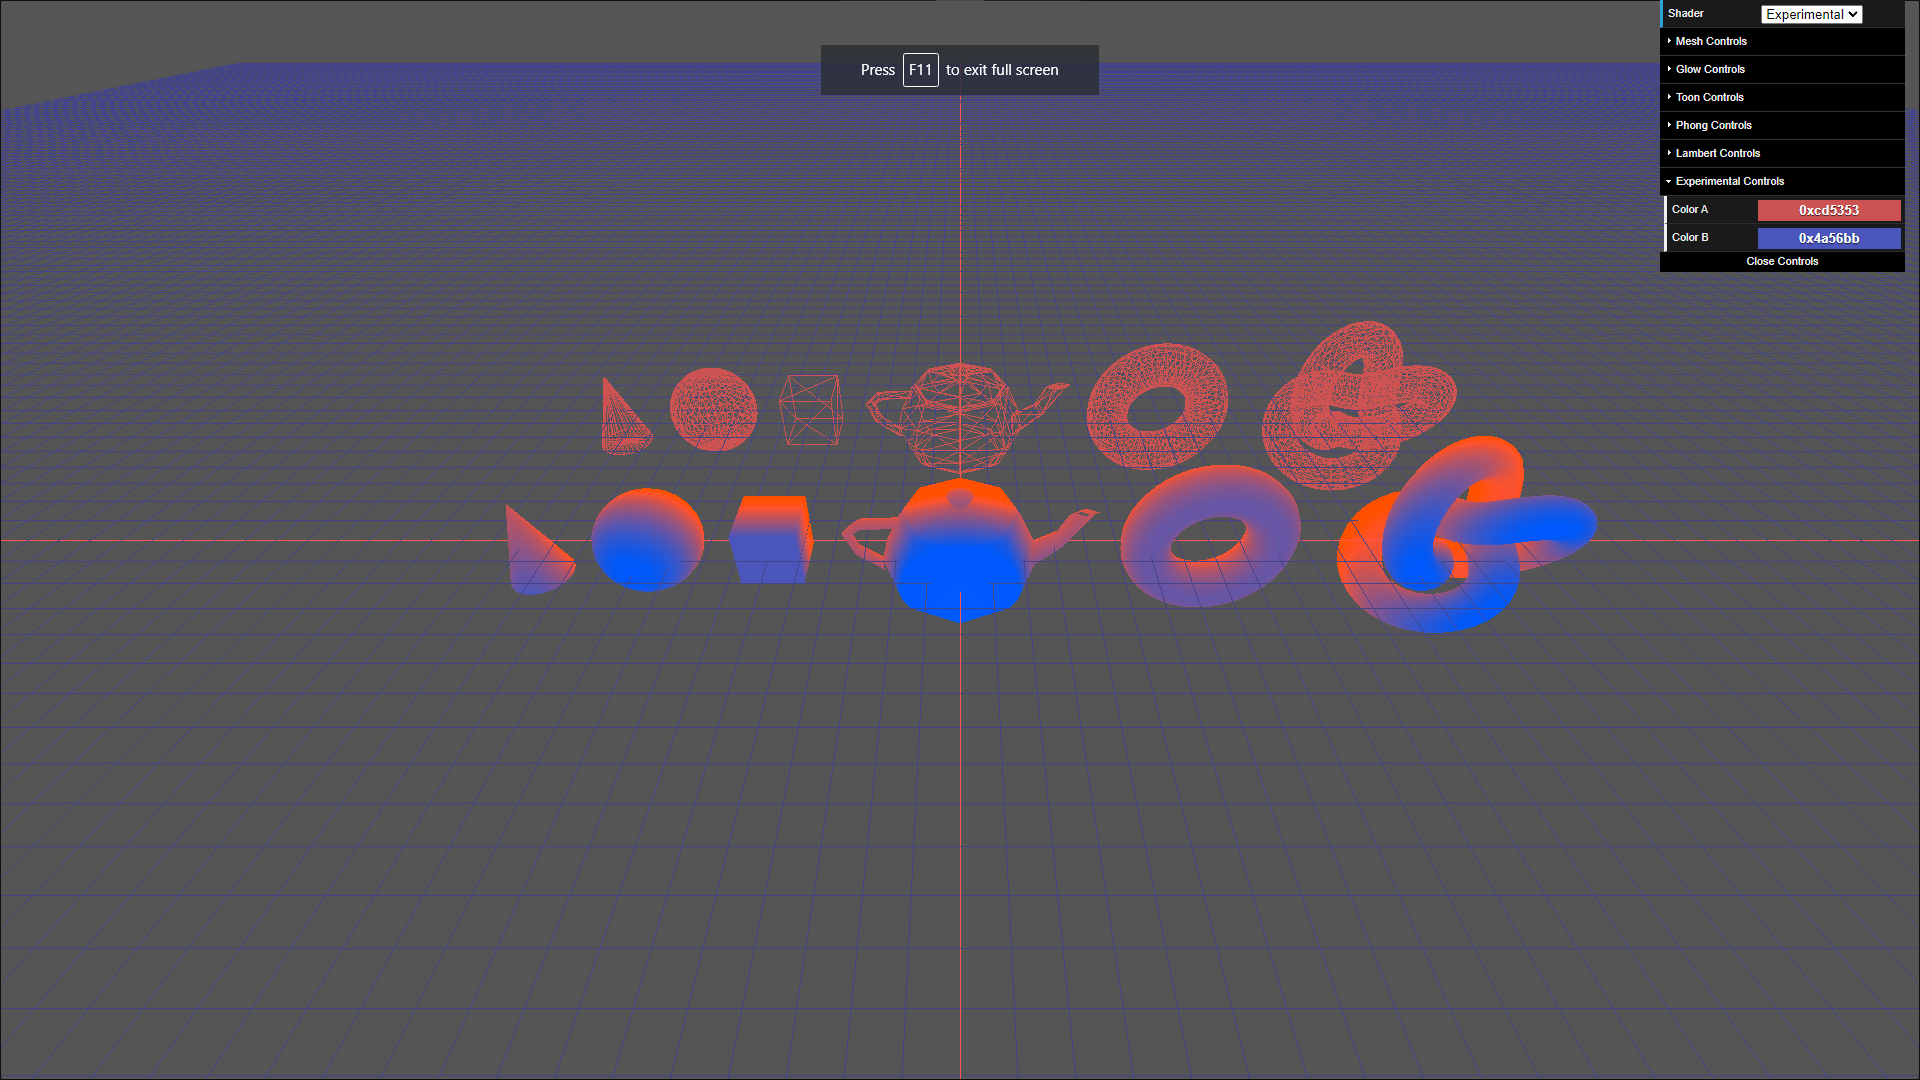 Press F11 to exit full screen
Shader Experimental
Mesh Controls
Glow Controls
Toon Controls
Phong Controls
Lambert Controls
Experimental Controls
Color A 0xcd5353
Color B 0x4a56bb
Close Controls